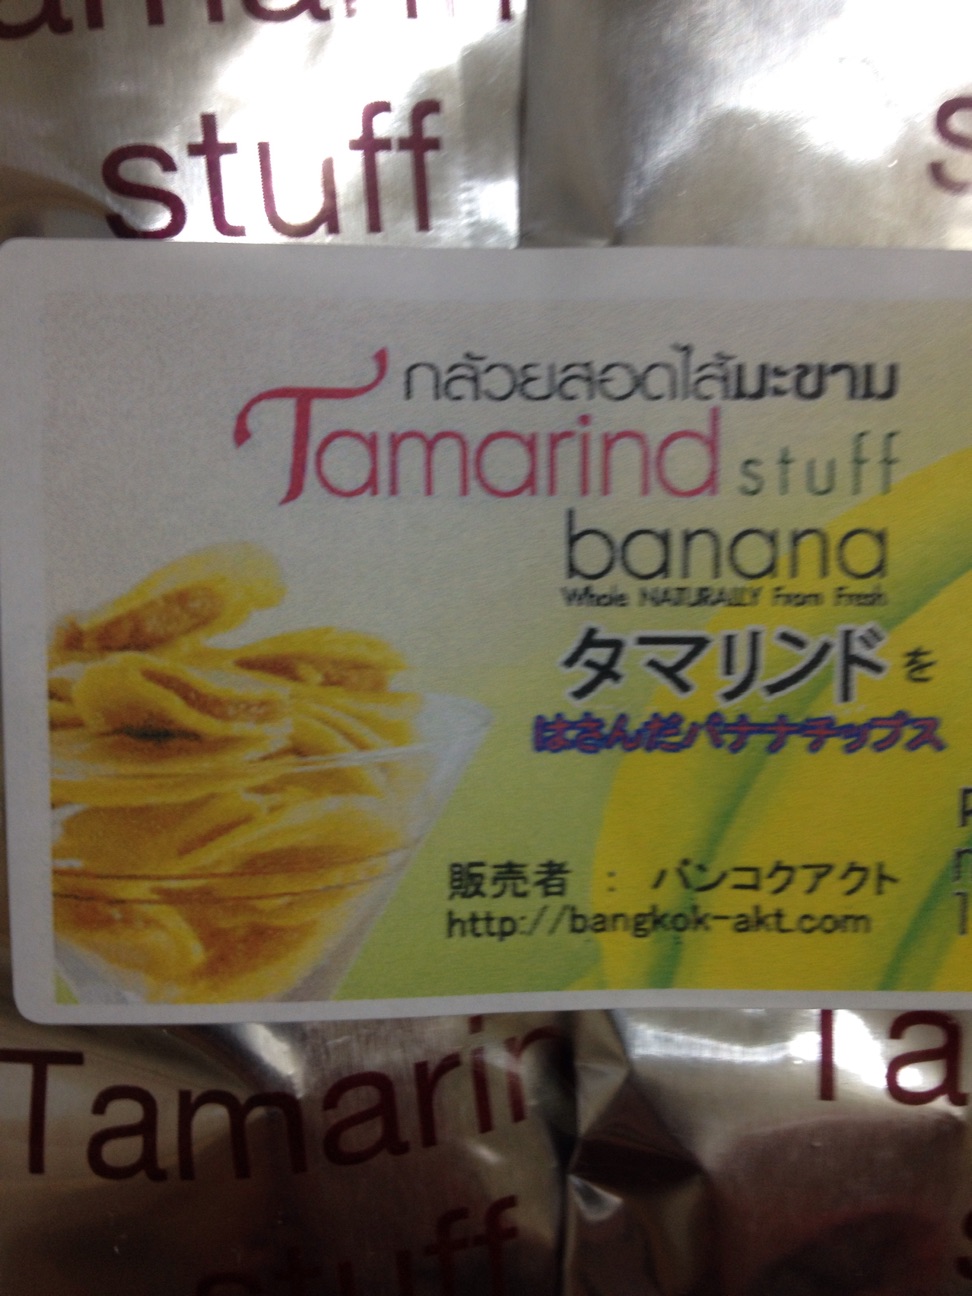 stuff
กล้วยสอดไส้มะขาม
Tamarind stuff
banana
Whole NATURALLY From Fresh
タマリンドを
はさんだバナナチップス
販売者 : バンコクアクト
http://bangkok-akt.com
Tamarin Ta
stuff